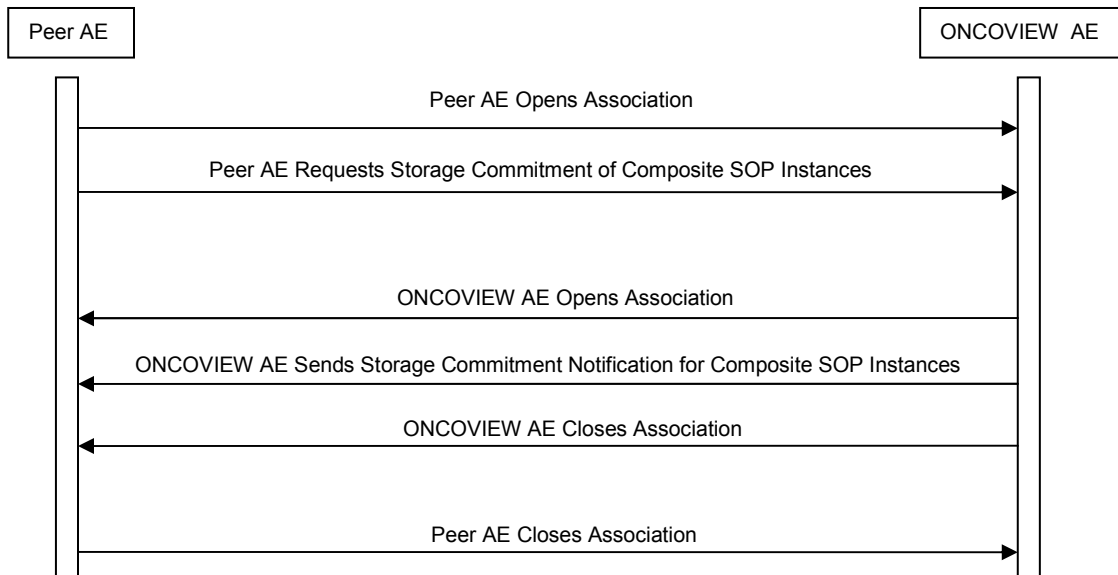 Peer AE
ONCOVIEW AE
Peer AE Opens Association
Peer AE Requests Storage Commitment of Composite SOP Instances
ONCOVIEW AE Opens Association
ONCOVIEW AE Sends Storage Commitment Notification for Composite SOP Instances
ONCOVIEW AE Closes Association
Peer AE Closes Association